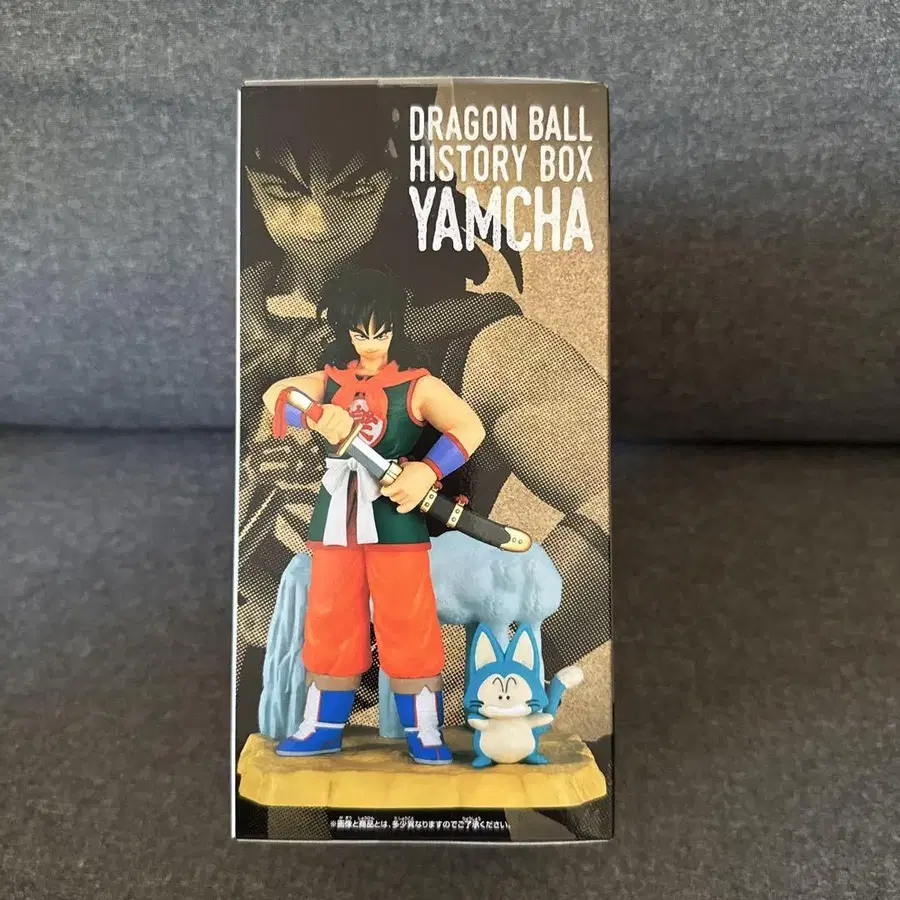 DRAGON BALL
HISTORY BOX
YAMCHA
※画像と商品とは、多少異なりますのでご了承ください。